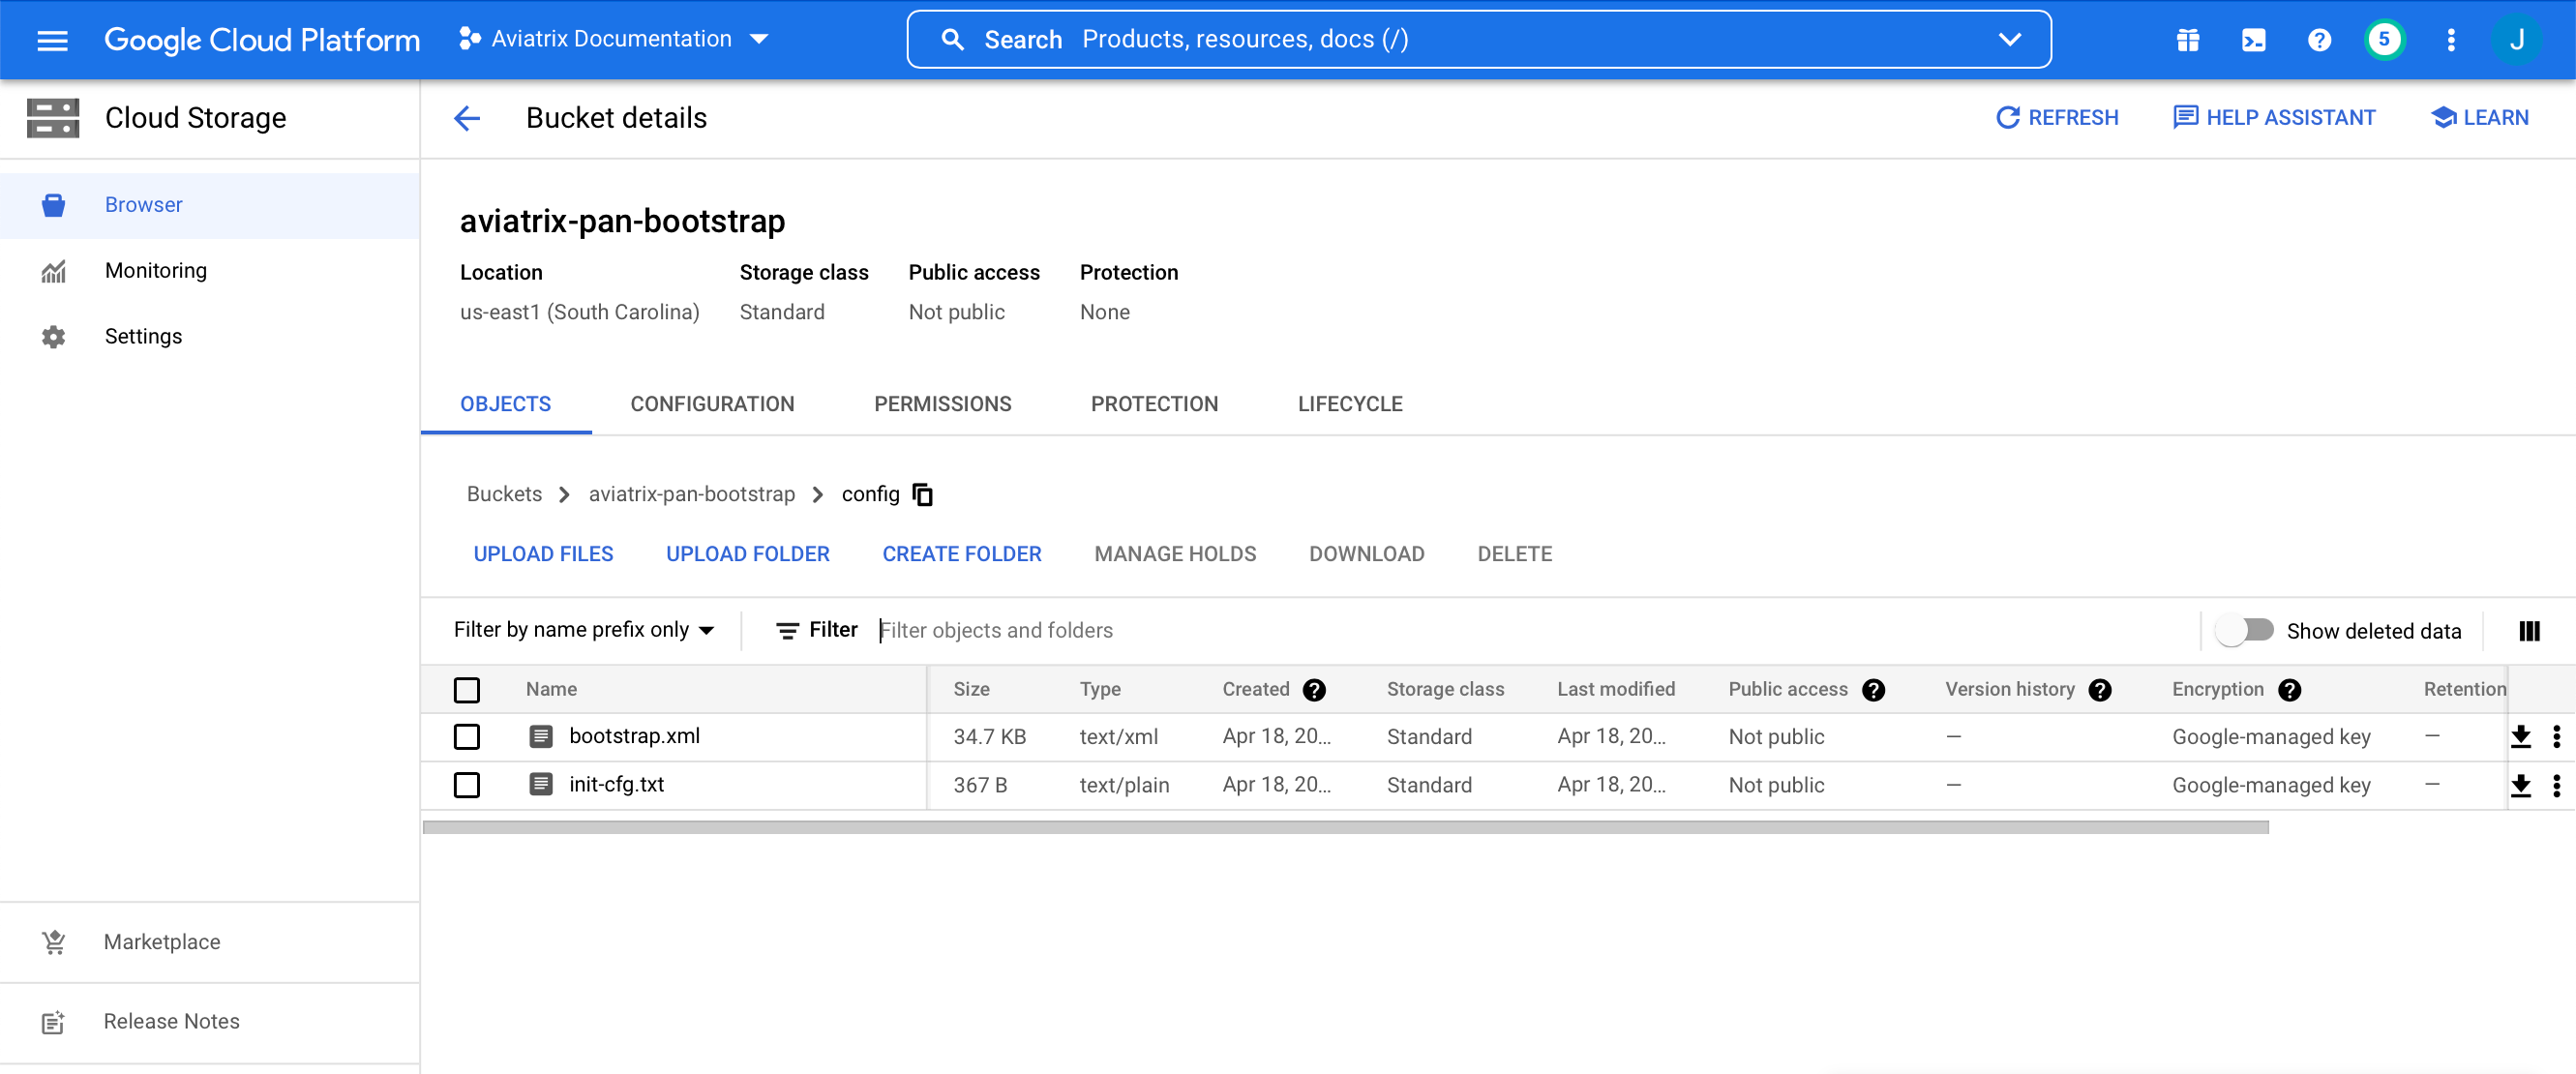 Google Cloud Platform
Aviatrix Documentation
Search Products, resources, docs (/)
5
J
Cloud Storage
Bucket details
REFRESH
HELP ASSISTANT
LEARN
Browser
Monitoring
Settings
aviatrix-pan-bootstrap
Location Storage class Public access Protection
us-east1 (South Carolina) Standard Not public None
OBJECTS CONFIGURATION PERMISSIONS PROTECTION LIFECYCLE
Buckets > aviatrix-pan-bootstrap > config
UPLOAD FILES UPLOAD FOLDER CREATE FOLDER MANAGE HOLDS DOWNLOAD DELETE
Filter by name prefix only Filter Filter objects and folders Show deleted data
Name Size Type Created Storage class Last modified Public access Version history Encryption Retention
bootstrap.xml 34.7 KB text/xml Apr 18, 20... Standard Apr 18, 20... Not public — Google-managed key —
init-cfg.txt 367 B text/plain Apr 18, 20... Standard Apr 18, 20... Not public — Google-managed key —
Marketplace
Release Notes